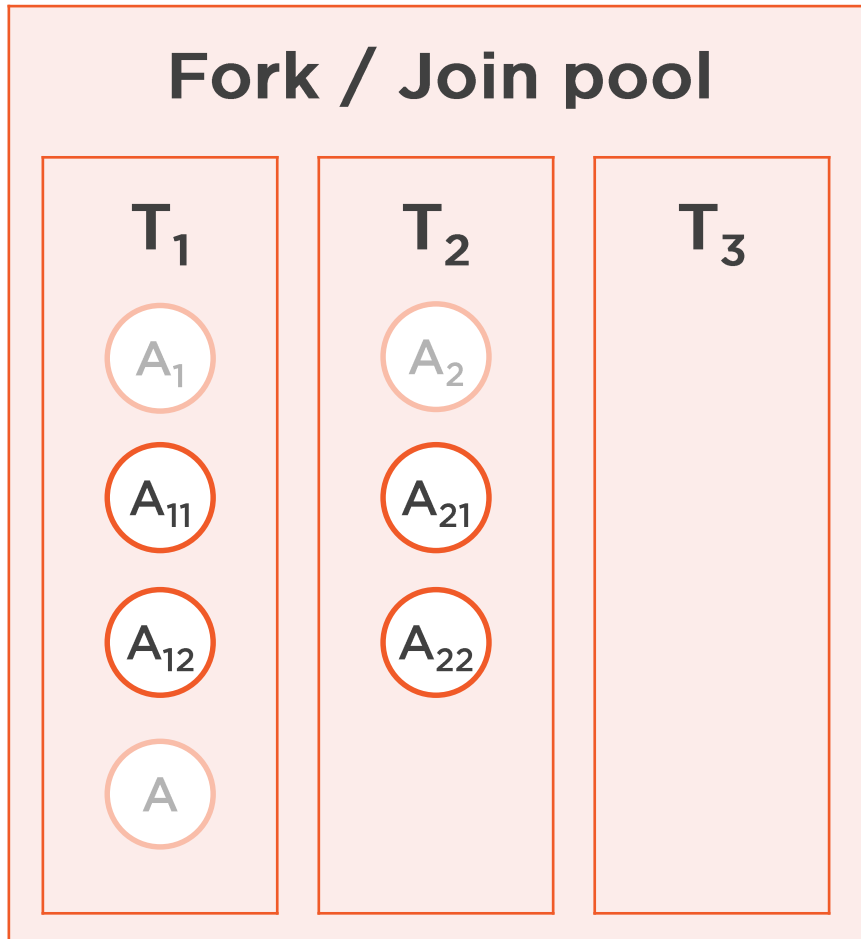 Fork / Join pool
T₁ T₂ T₃
A₁ A₂
A₁₁ A₂₁
A₁₂ A₂₂
A